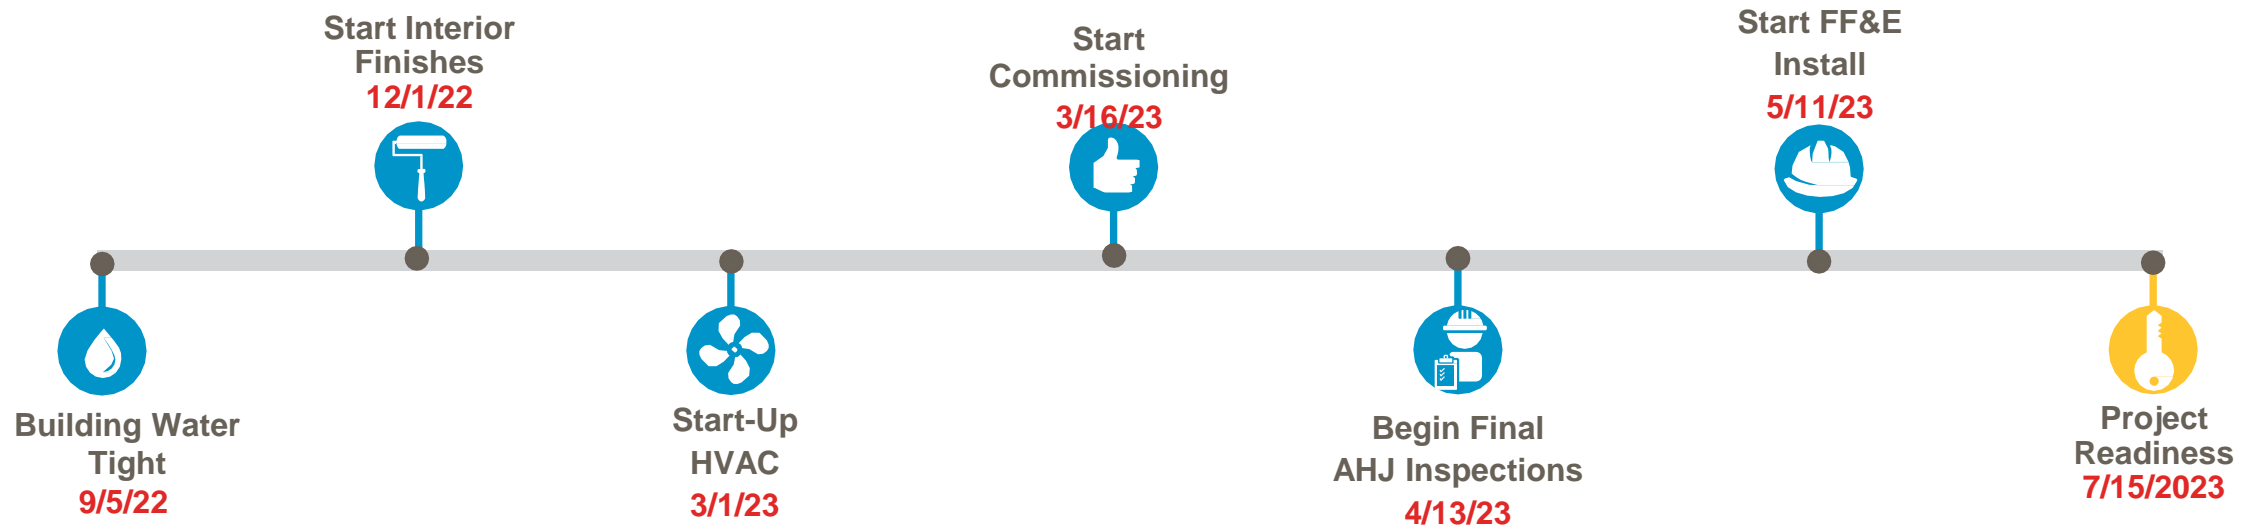 Start Interior
Finishes
12/1/22
Start
Commissioning
3/16/23
Start FF&E
Install
5/11/23
Building Water
Tight
9/5/22
Start-Up
HVAC
3/1/23
Begin Final
AHJ Inspections
4/13/23
Project
Readiness
7/15/2023